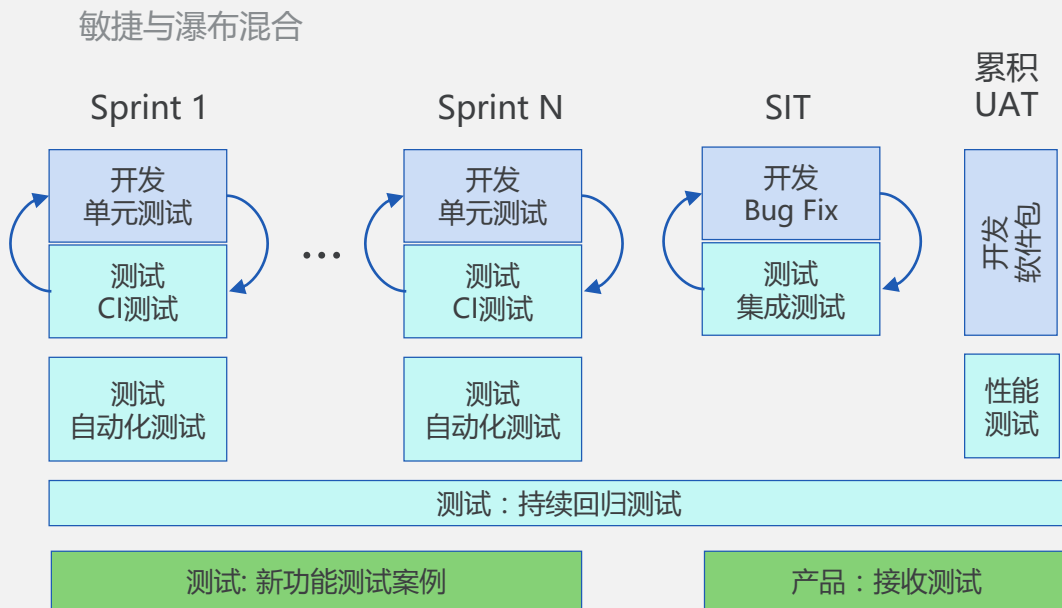 敏捷与瀑布混合
Sprint 1
Sprint N
SIT
累积
UAT
开发
单元测试
测试
CI测试
测试
自动化测试
...
开发
单元测试
测试
CI测试
测试
自动化测试
开发
Bug Fix
测试
集成测试
开发
软件包
性能
测试
测试：持续回归测试
测试: 新功能测试案例
产品：接收测试